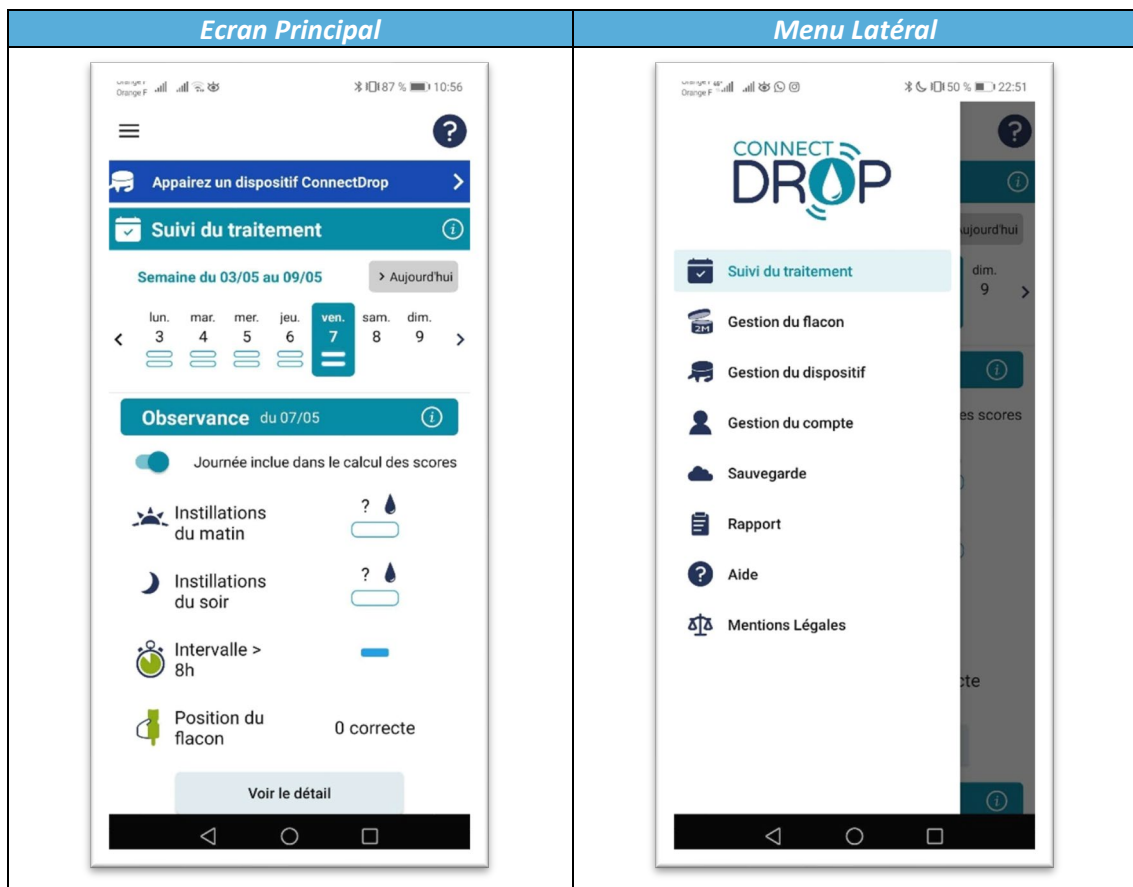 Ecran Principal
Orange F
87 % 10:56
?
Appairez un dispositif ConnectDrop
Suivi du traitement
i
Semaine du 03/05 au 09/05
> Aujourd'hui
lun. mar. mer. jeu. ven. sam. dim.
< 3 4 5 6 7 8 9 >
Observance du 07/05
i
Journée inclue dans le calcul des scores
Instillations
du matin
?
Instillations
du soir
?
Intervalle >
8h
Position du
flacon
0 correcte
Voir le détail
Menu Latéral
Orange F
50 % 22:51
CONNECT
DROP
?
i
ujourd'hui
dim.
9 >
i
es scores
cte
i
Suivi du traitement
2M
Gestion du flacon
Gestion du dispositif
Gestion du compte
Sauvegarde
Rapport
?
Aide
Mentions Légales